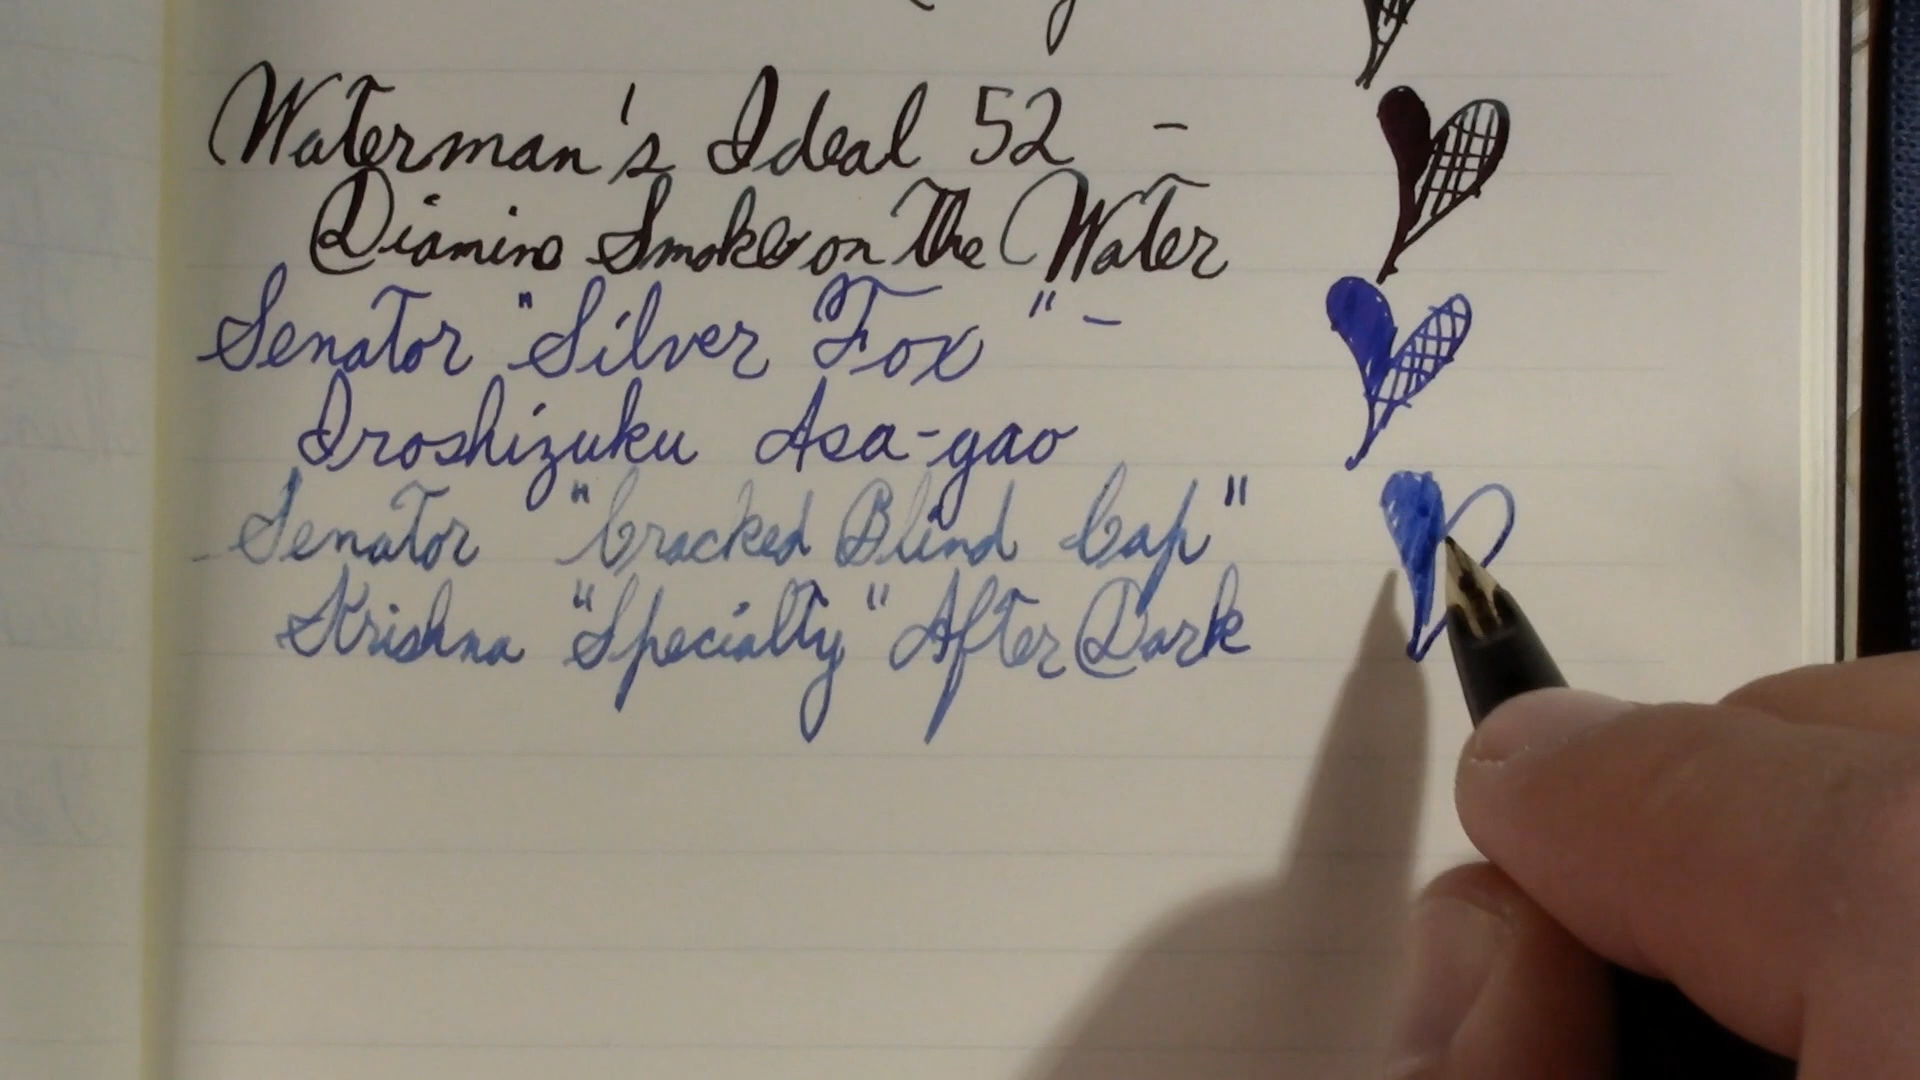 Waterman's Ideal 52 -
Diamine Smoke on the Water
Senator "Silver Fox" -
Iroshizuku Asa-gao
Senator "Cracked Blind Cap"
Krishna "Specialty" After Dark